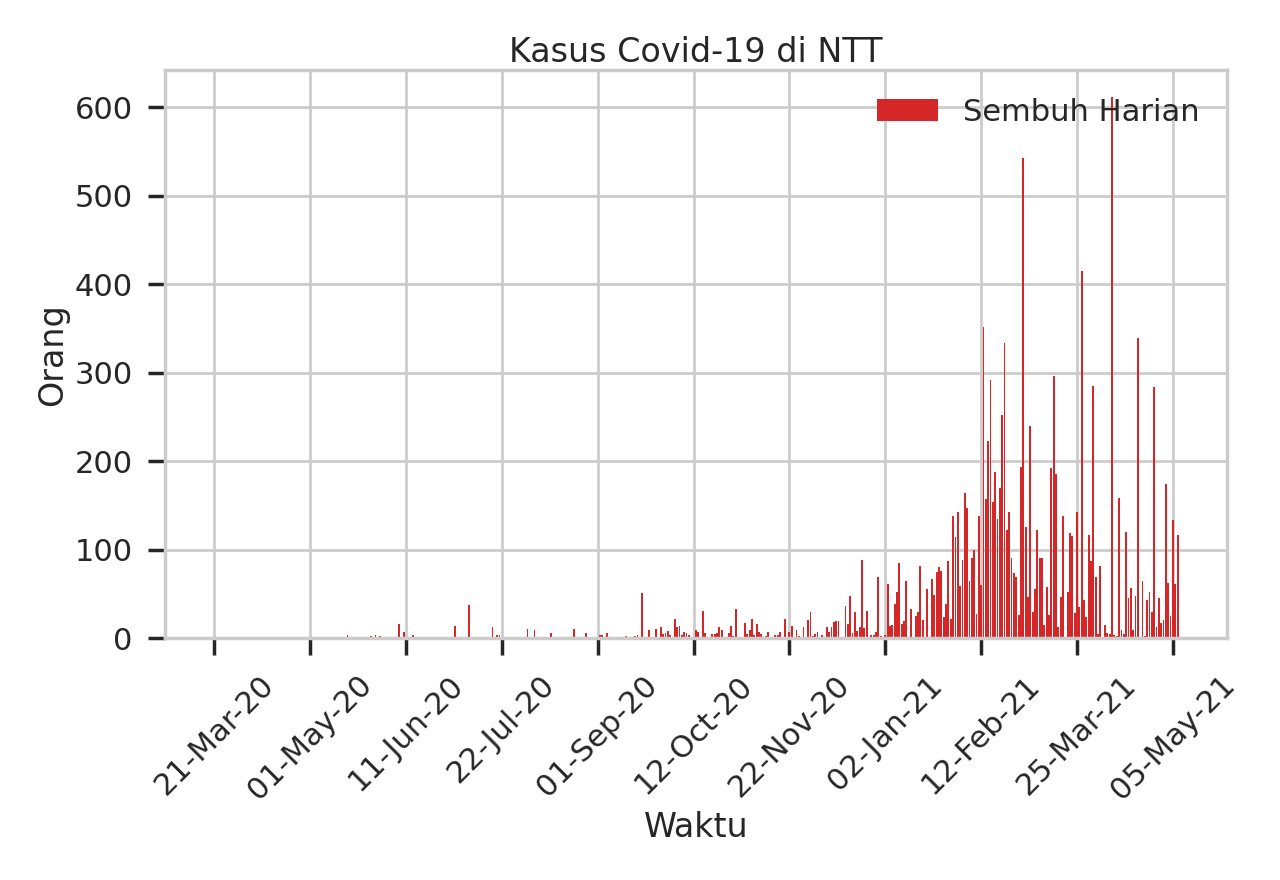 Kasus Covid-19 di NTT
Sembuh Harian
600
500
400
300
200
100
0
Orang
21-Mar-20
01-May-20
11-Jun-20
22-Jul-20
01-Sep-20
12-Oct-20
22-Nov-20
02-Jan-21
12-Feb-21
25-Mar-21
05-May-21
Waktu